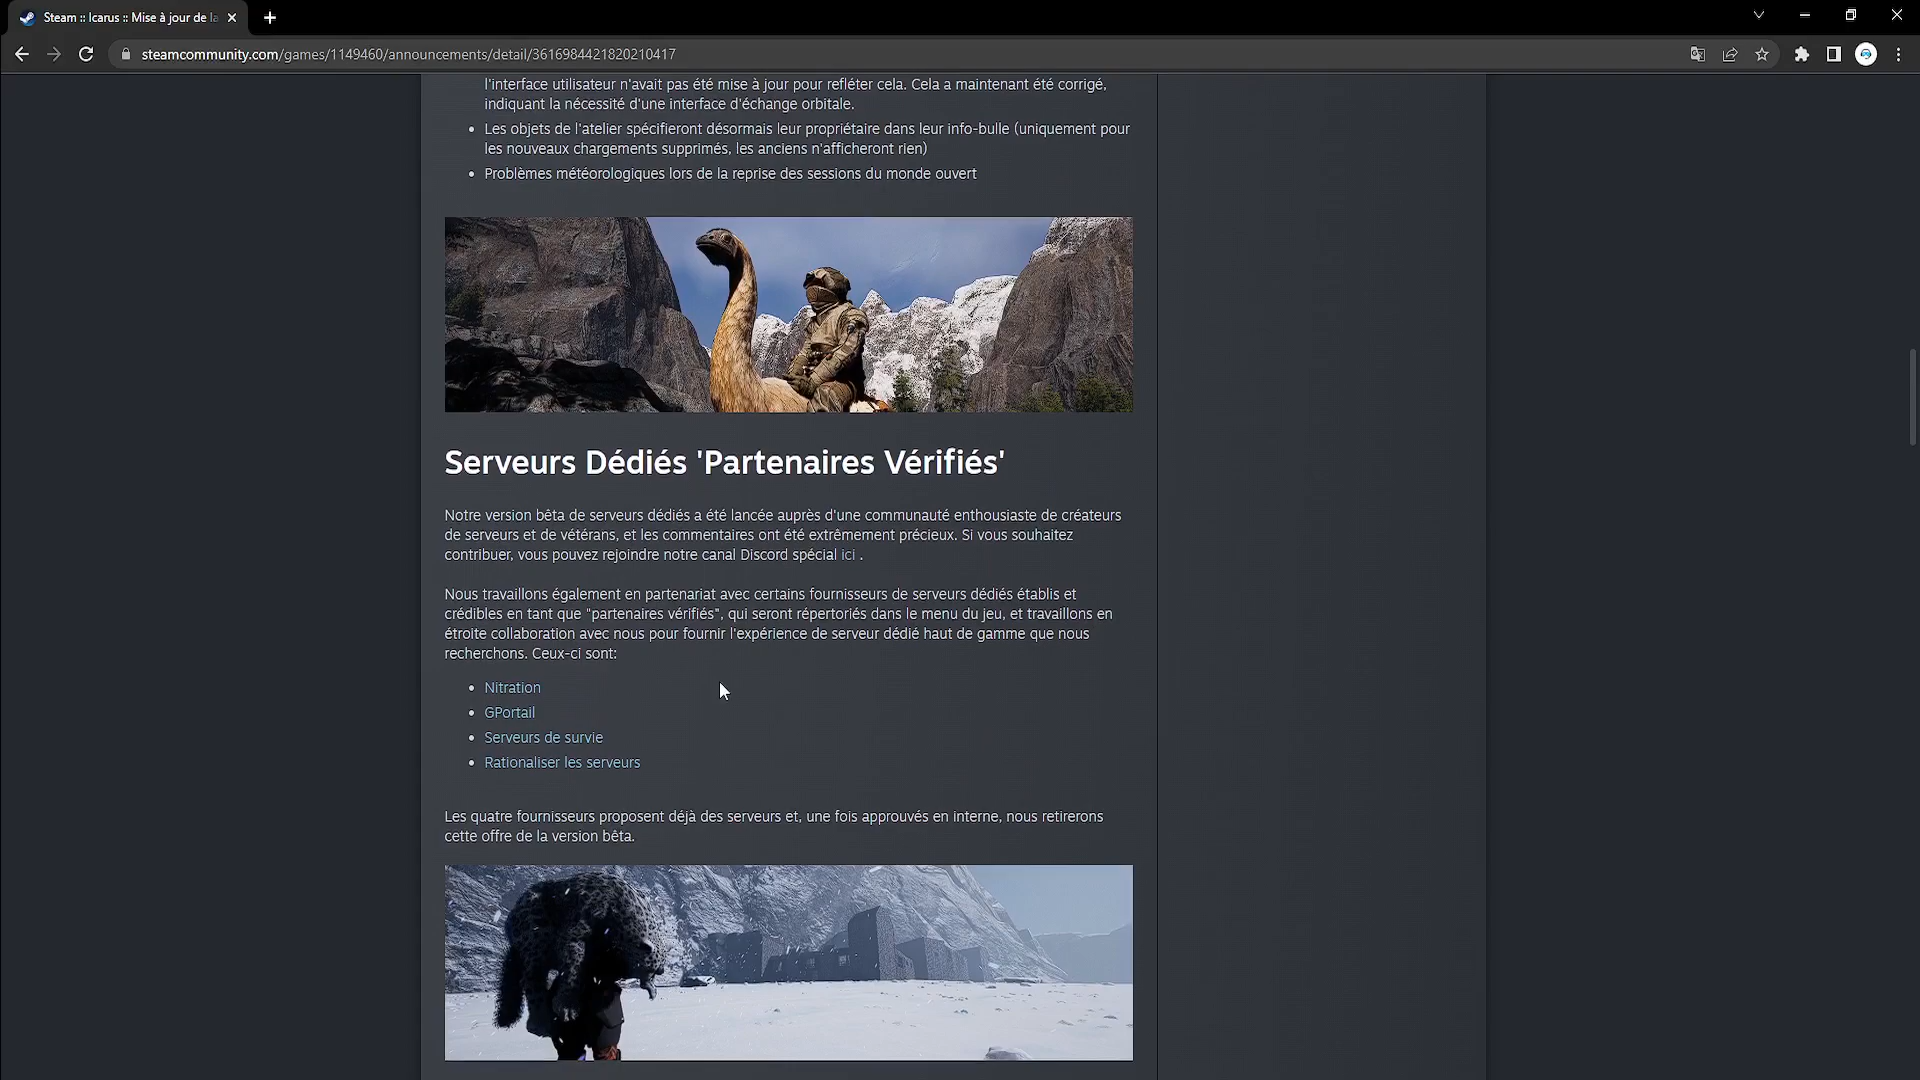 Steam :: Icarus :: Mise à jour de la
steamcommunity.com/games/1149460/announcements/detail/3616984421820210417
l'interface utilisateur n'avait pas été mise à jour pour refléter cela. Cela a maintenant été corrigé,
indiquant la nécessité d'une interface d'échange orbitale.
• Les objets de l'atelier spécifieront désormais leur propriétaire dans leur info-bulle (uniquement pour
les nouveaux chargements supprimés, les anciens n'afficheront rien)
• Problèmes météorologiques lors de la reprise des sessions du monde ouvert
Serveurs Dédiés 'Partenaires Vérifiés'
Notre version bêta de serveurs dédiés a été lancée auprès d'une communauté enthousiaste de créateurs
de serveurs et de vétérans, et les commentaires ont été extrêmement précieux. Si vous souhaitez
contribuer, vous pouvez rejoindre notre canal Discord spécial ici .
Nous travaillons également en partenariat avec certains fournisseurs de serveurs dédiés établis et
crédibles en tant que "partenaires vérifiés", qui seront répertoriés dans le menu du jeu, et travaillons en
étroite collaboration avec nous pour fournir l'expérience de serveur dédié haut de gamme que nous
recherchons. Ceux-ci sont:
• Nitration
• GPortail
• Serveurs de survie
• Rationaliser les serveurs
Les quatre fournisseurs proposent déjà des serveurs et, une fois approuvés en interne, nous retirerons
cette offre de la version bêta.